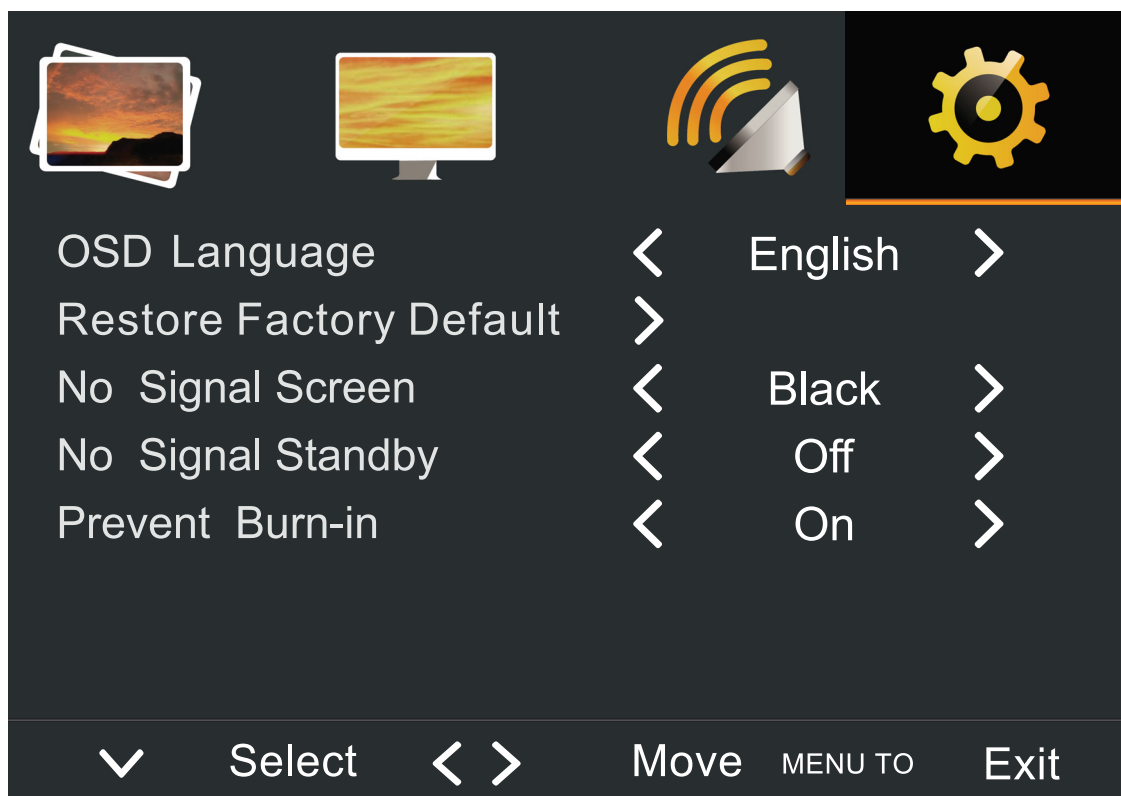 OSD Language English
Restore Factory Default
No Signal Screen Black
No Signal Standby Off
Prevent Burn-in On
Select Move MENU TO Exit